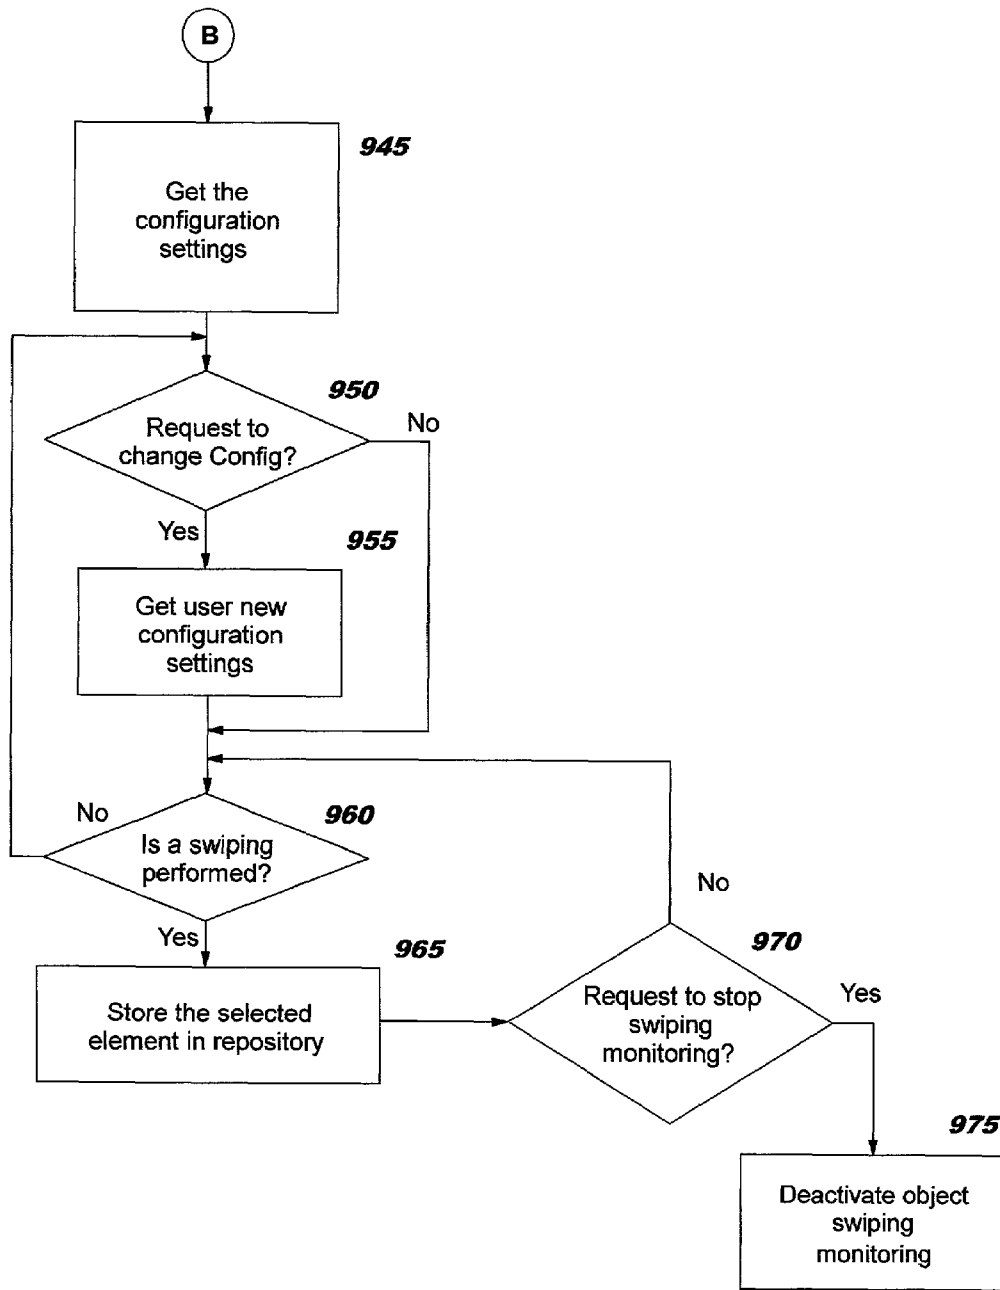 B
945
Get the
configuration
settings
950
Request to
change Config?
No
Yes
955
Get user new
configuration
settings
No
960
Is a swiping
performed?
Yes
965
Store the selected
element in repository
No
970
Request to stop
swiping
monitoring?
Yes
975
Deactivate object
swiping
monitoring